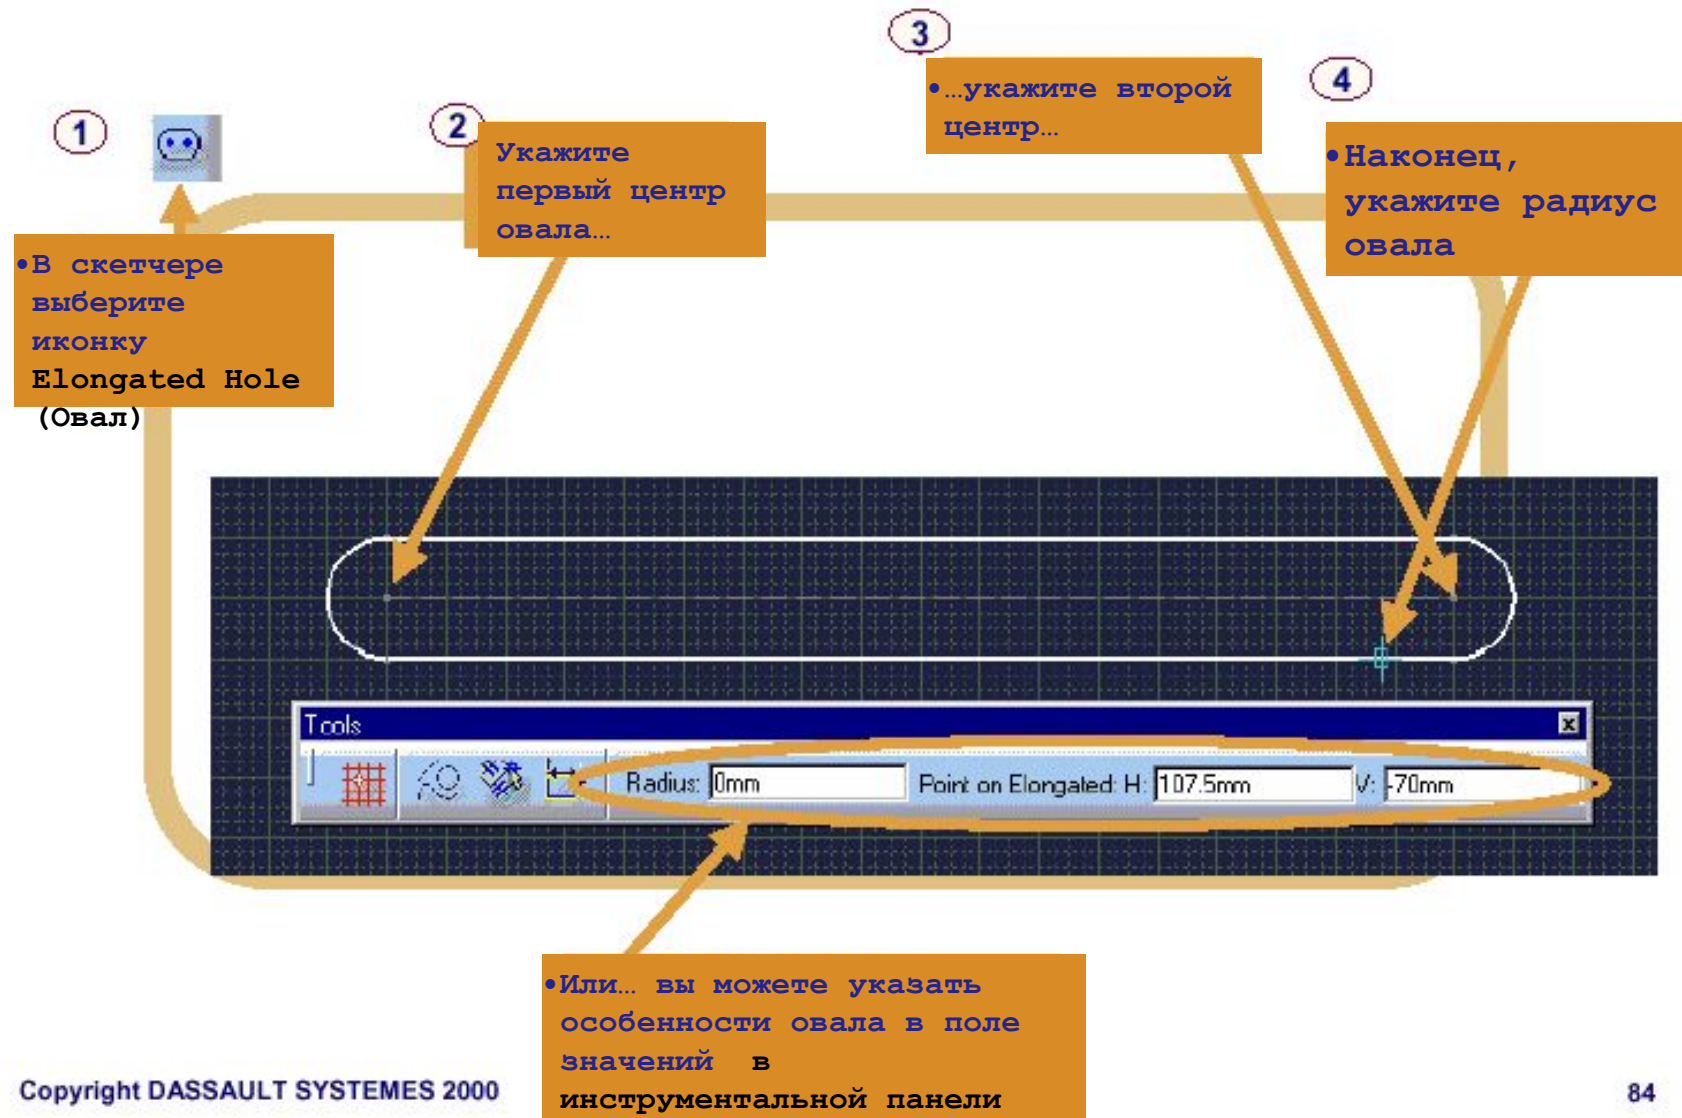 1
•В скетчере
выберите
иконку
Elongated Hole
(Овал)
2
Укажите
первый центр
овала…
3
•…укажите второй
центр…
4
•Наконец,
укажите радиус
овала
Tools
Radius: 0mm Point on Elongated: H: 107.5mm V: -70mm
•Или… вы можете указать
особенности овала в поле
значений в
инструментальной панели
Copyright DASSAULT SYSTEMES 2000
84